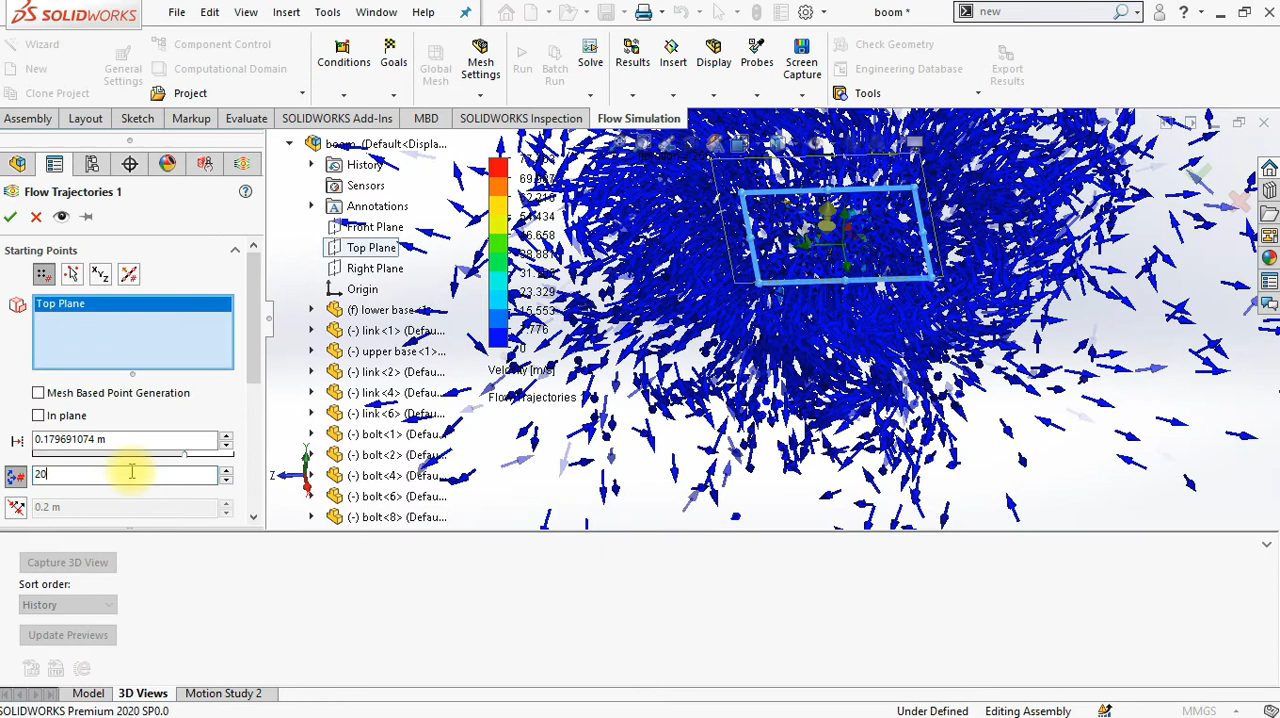 SOLIDWORKS File Edit View Insert Tools Window Help boom * new ?
Wizard Component Control Check Geometry
New General Settings Computational Domain Conditions Goals Global Mesh Mesh Settings Run Batch Run Solve Results Insert Display Probes Screen Capture Engineering Database Export Results
Clone Project Project Tools
Assembly Layout Sketch Markup Evaluate SOLIDWORKS Add-Ins MBD SOLIDWORKS Inspection Flow Simulation
Flow Trajectories 1
Starting Points
Top Plane
Mesh Based Point Generation
In plane
0.179691074 m
20
0.2 m
(Default<Displa...
History
Sensors
Annotations
Front Plane
Top Plane
Right Plane
Origin
(f) lower base
(-) link <1> (Defau...
(-) upper base<1>...
(-) link <2> (Defau...
(-) link <4> (Defau...
(-) link <6> (Defau...
(-) bolt<1> (Defau...
(-) bolt<2> (Defau...
(-) bolt<4> (Defau...
(-) bolt<6> (Defau...
(-) bolt<8> (Defau...
54.434
38.881
23.329
15.553
0
Velocity [m/s]
Flow Trajectories
Y
Z
Capture 3D View
Sort order:
History
Update Previews
Model 3D Views Motion Study 2
SOLIDWORKS Premium 2020 SP0.0 Under Defined Editing Assembly MMGS